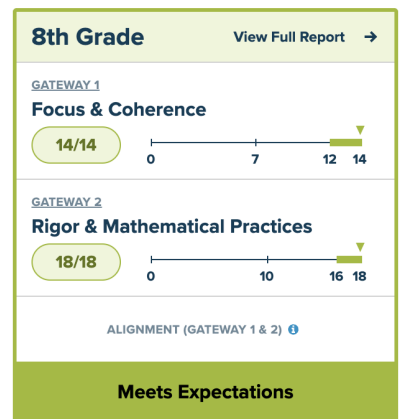 8th Grade View Full Report →
GATEWAY 1
Focus & Coherence
14/14
0 7 12 14
GATEWAY 2
Rigor & Mathematical Practices
18/18
0 10 16 18
ALIGNMENT (GATEWAY 1 & 2) i
Meets Expectations